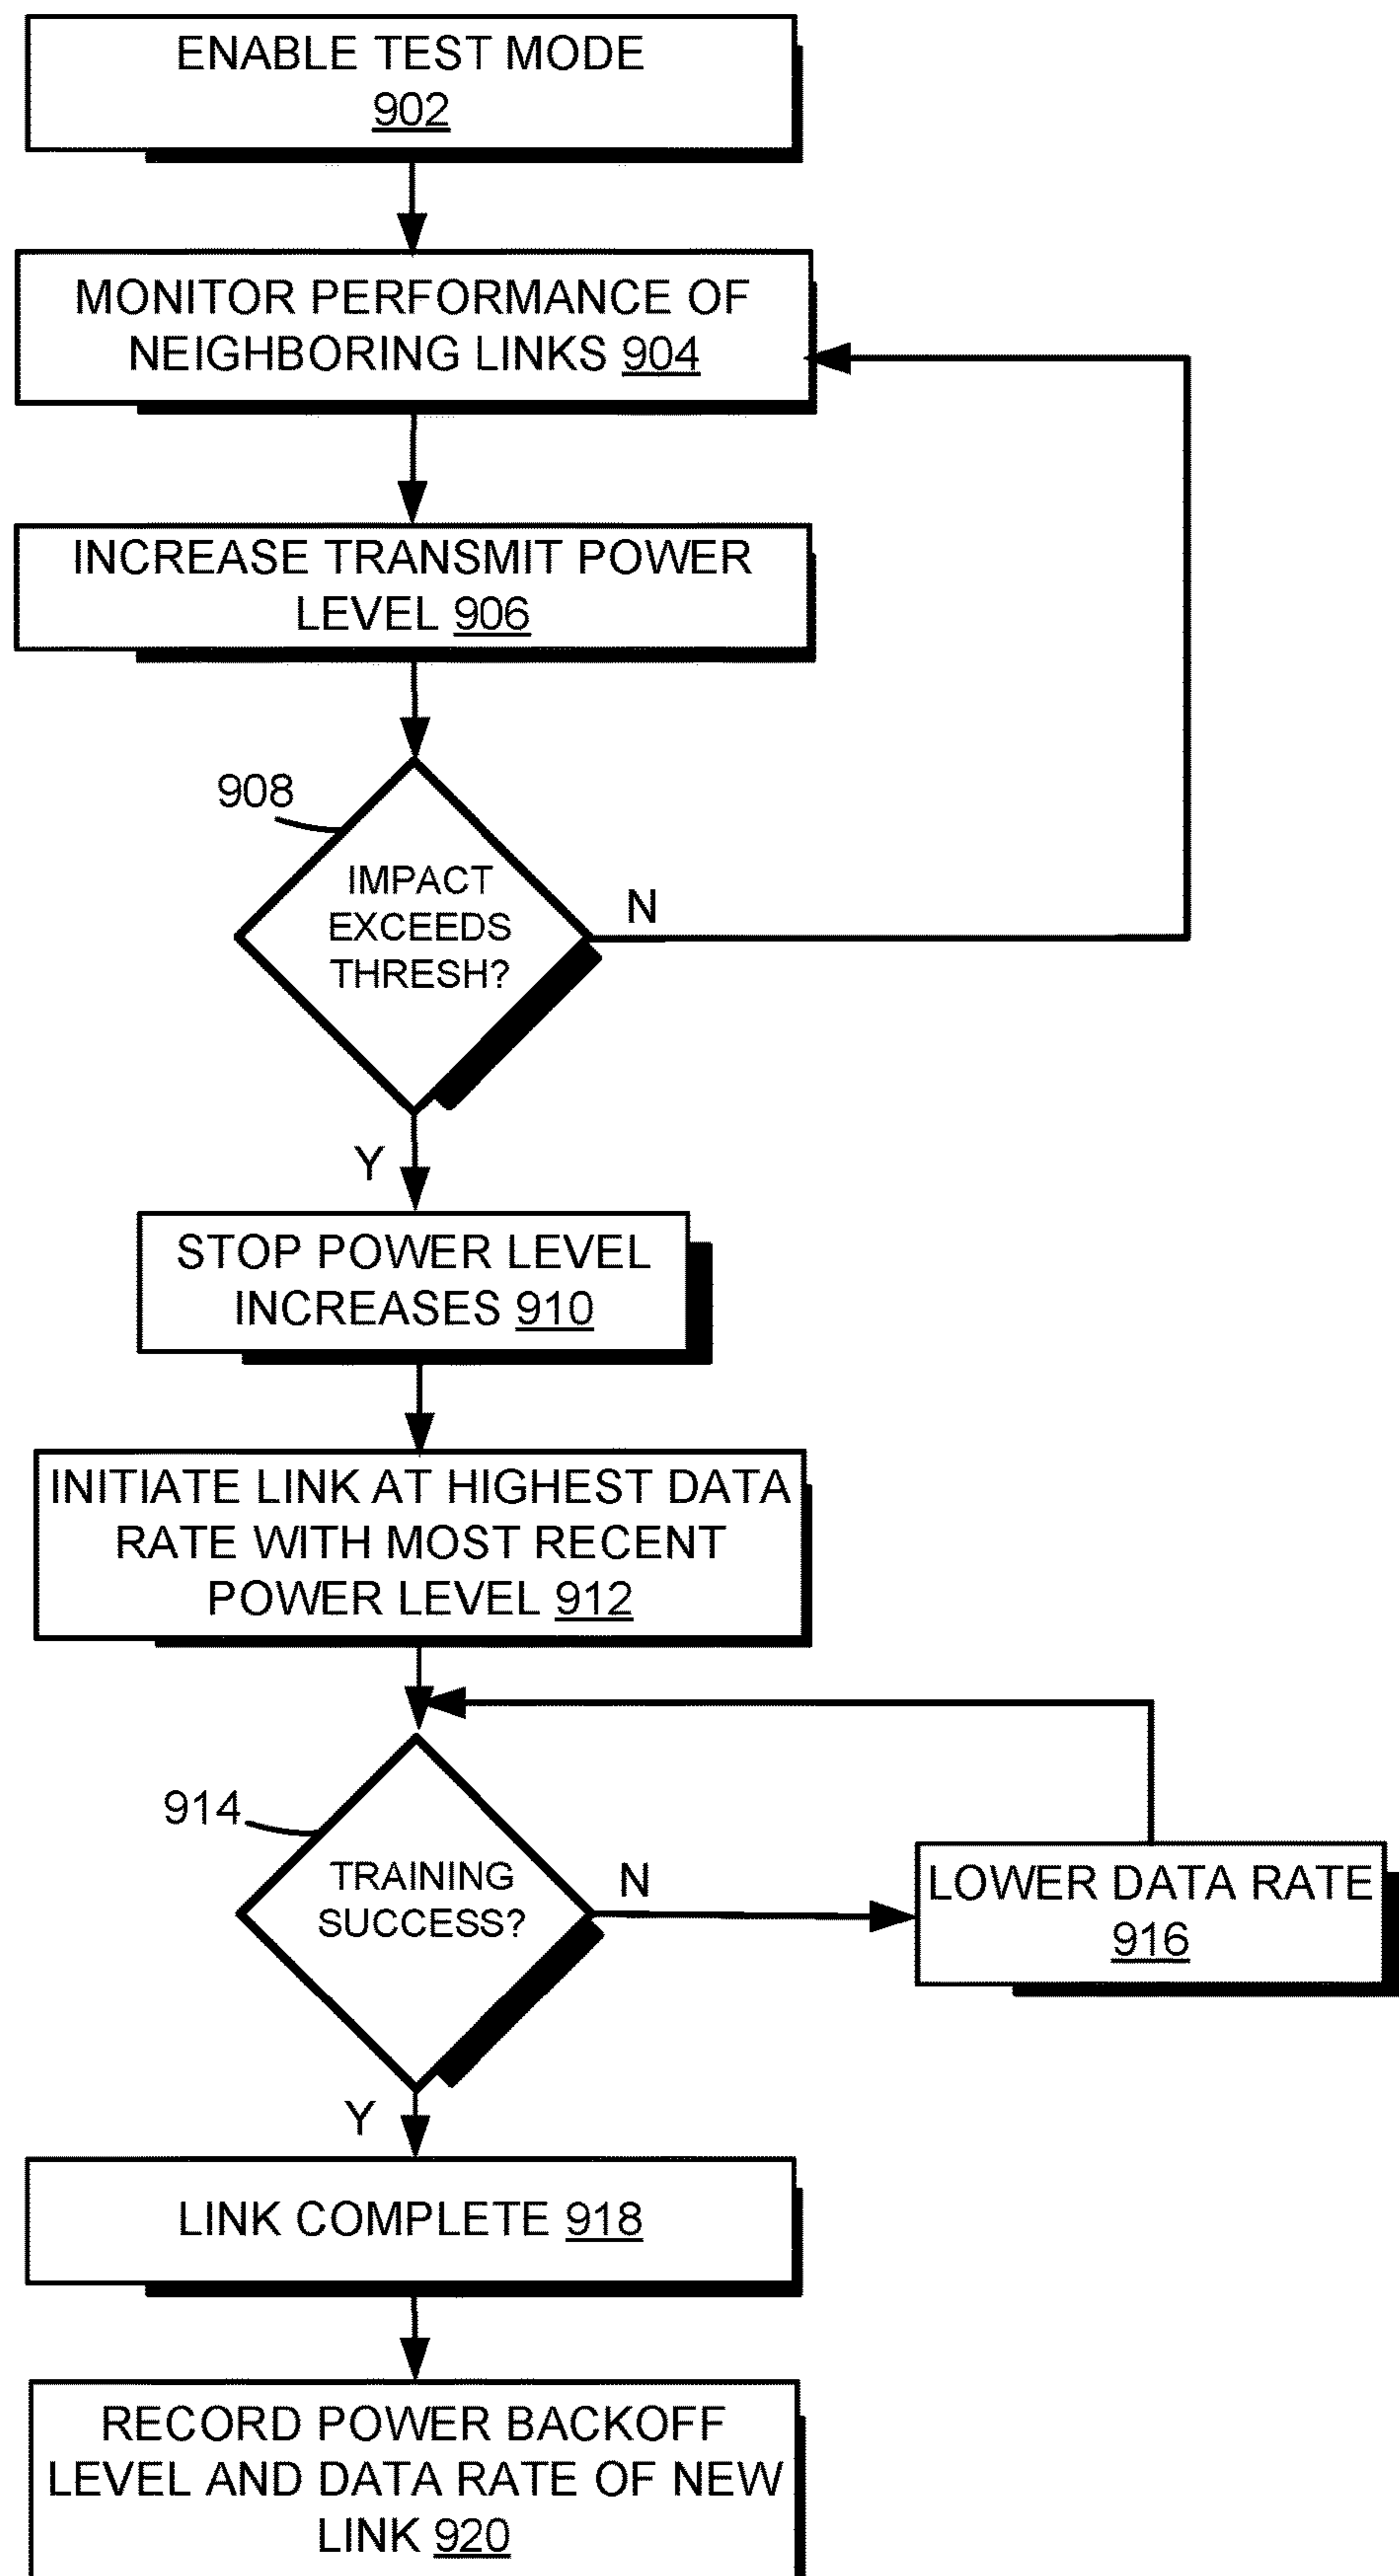 ENABLE TEST MODE
902
MONITOR PERFORMANCE OF
NEIGHBORING LINKS 904
INCREASE TRANSMIT POWER
LEVEL 906
908
IMPACT
EXCEEDS
THRESH?
N
Y
STOP POWER LEVEL
INCREASES 910
INITIATE LINK AT HIGHEST DATA
RATE WITH MOST RECENT
POWER LEVEL 912
914
TRAINING
SUCCESS?
N
LOWER DATA RATE
916
Y
LINK COMPLETE 918
RECORD POWER BACKOFF
LEVEL AND DATA RATE OF NEW
LINK 920